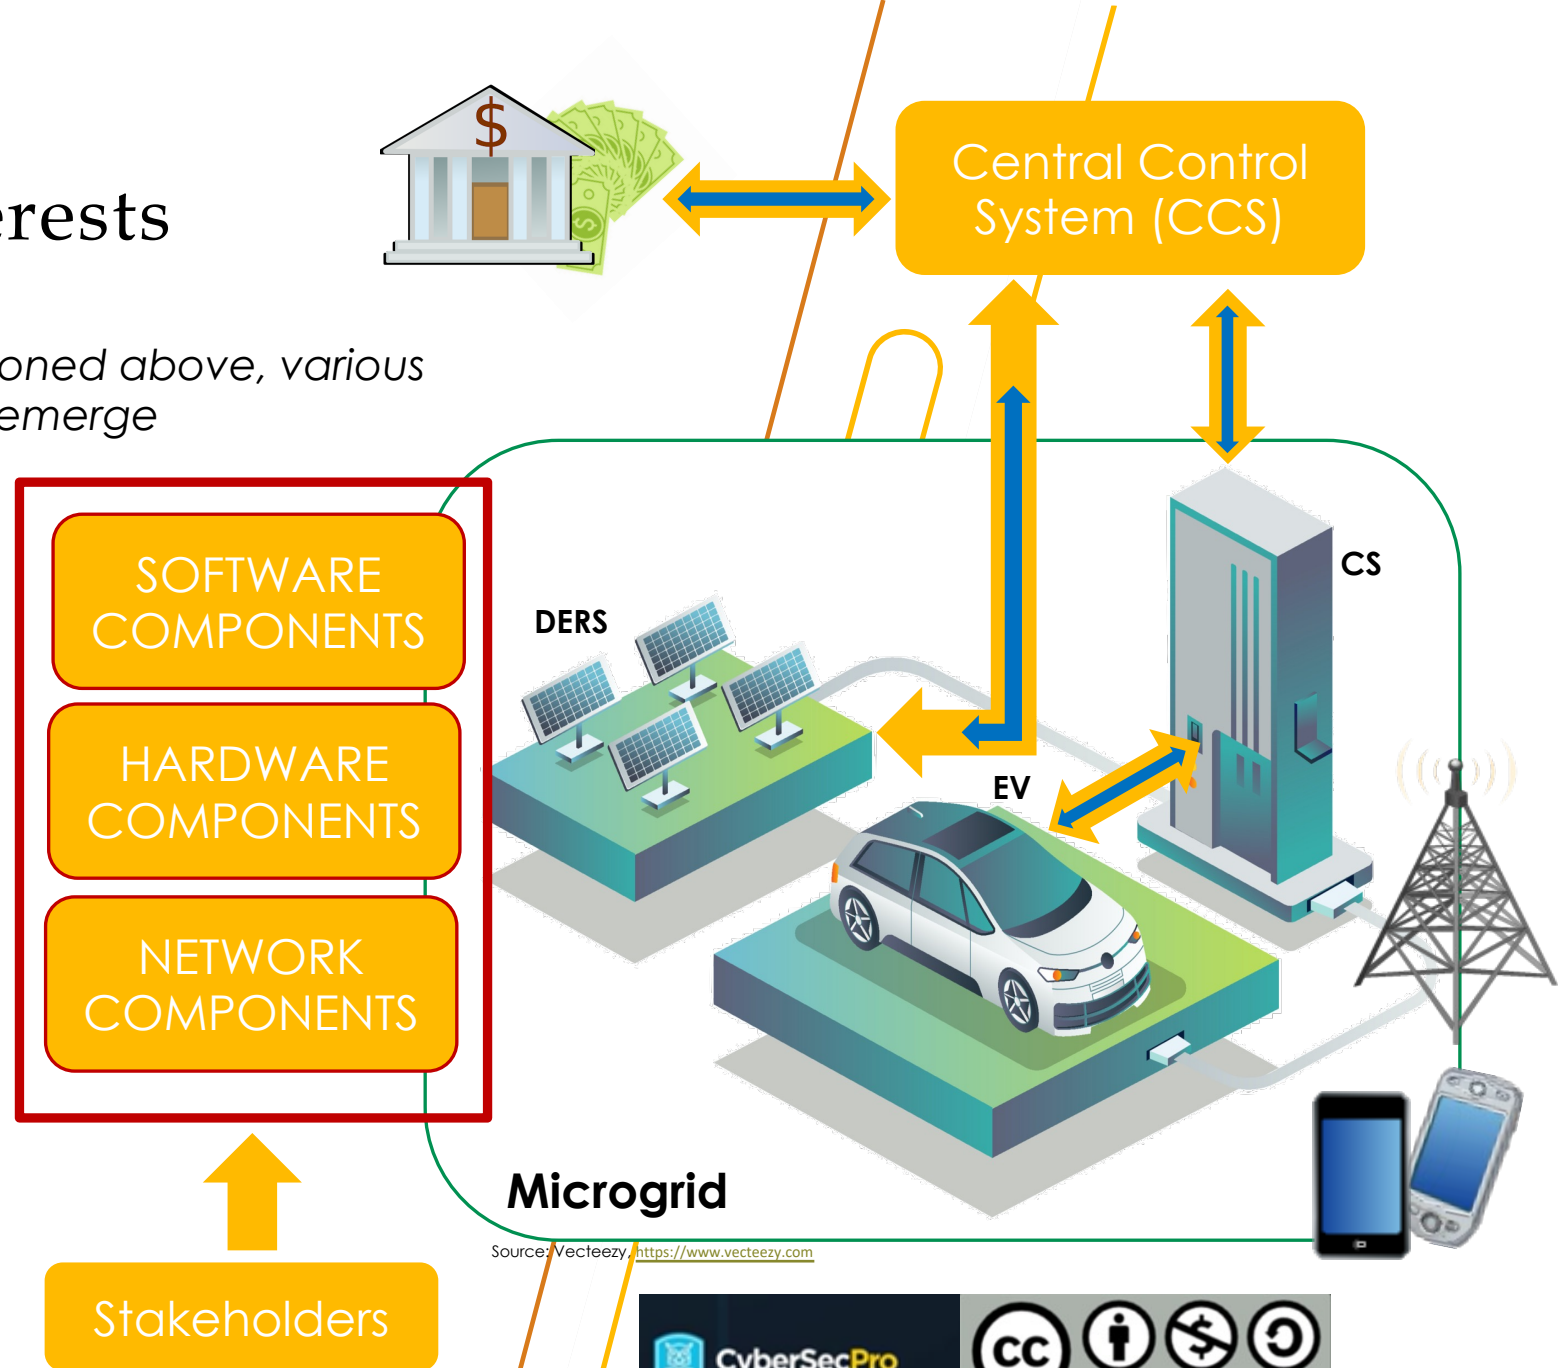 $
Central Control
System (CCS)
erests
oned above, various
emerge
SOFTWARE
COMPONENTS
HARDWARE
COMPONENTS
NETWORK
COMPONENTS
DERS
CS
EV
Microgrid
Source: Vecteezy, https://www.vecteezy.com
Stakeholders
CyberSecPro
cc